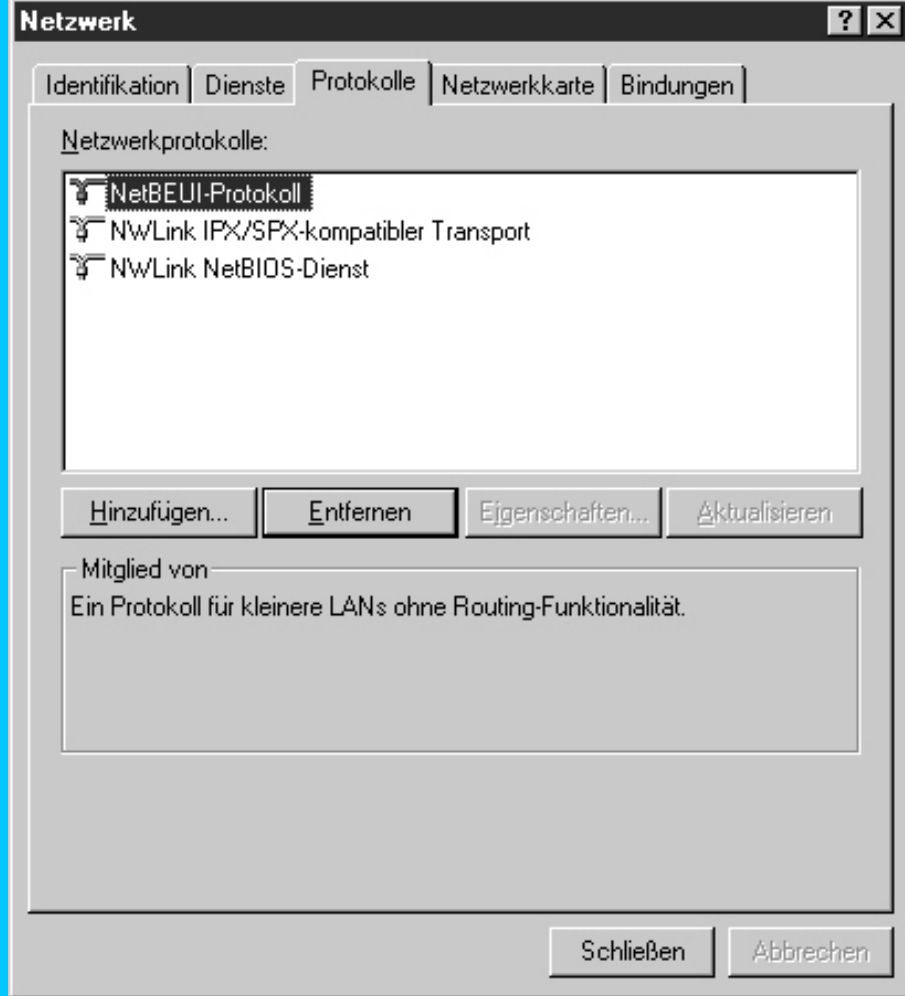 Netzwerk
Identifikation Dienste Protokolle Netzwerkkarte Bindungen
Netzwerkprotokolle:
NetBEUI-Protokoll
NWLink IPX/SPX-kompatibler Transport
NWLink NetBIOS-Dienst
Hinzufügen... Entfernen Eigenschaften... Aktualisieren
Mitglied von
Ein Protokoll für kleinere LANs ohne Routing-Funktionalität.
Schließen Abbrechen